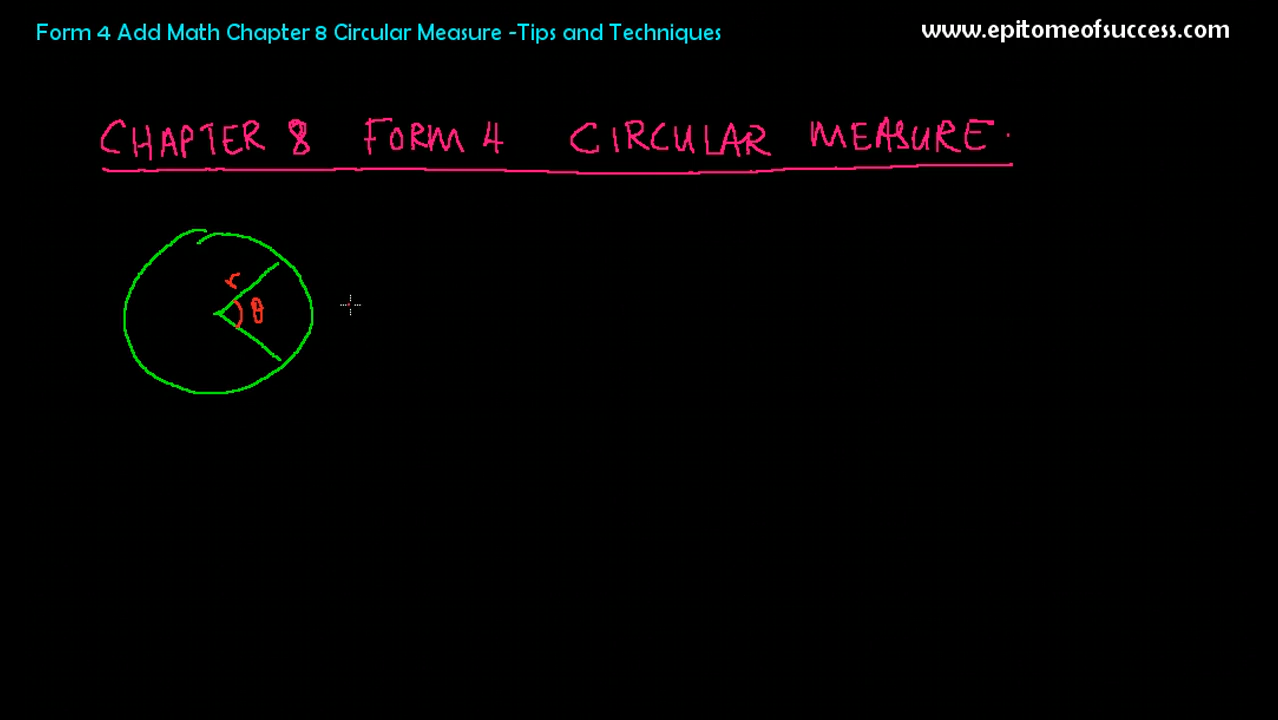 Form 4 Add Math Chapter 8 Circular Measure -Tips and Techniques
www.epitomeofsuccess.com
CHAPTER 8 FORM 4 CIRCULAR MEASURE.
r
θ